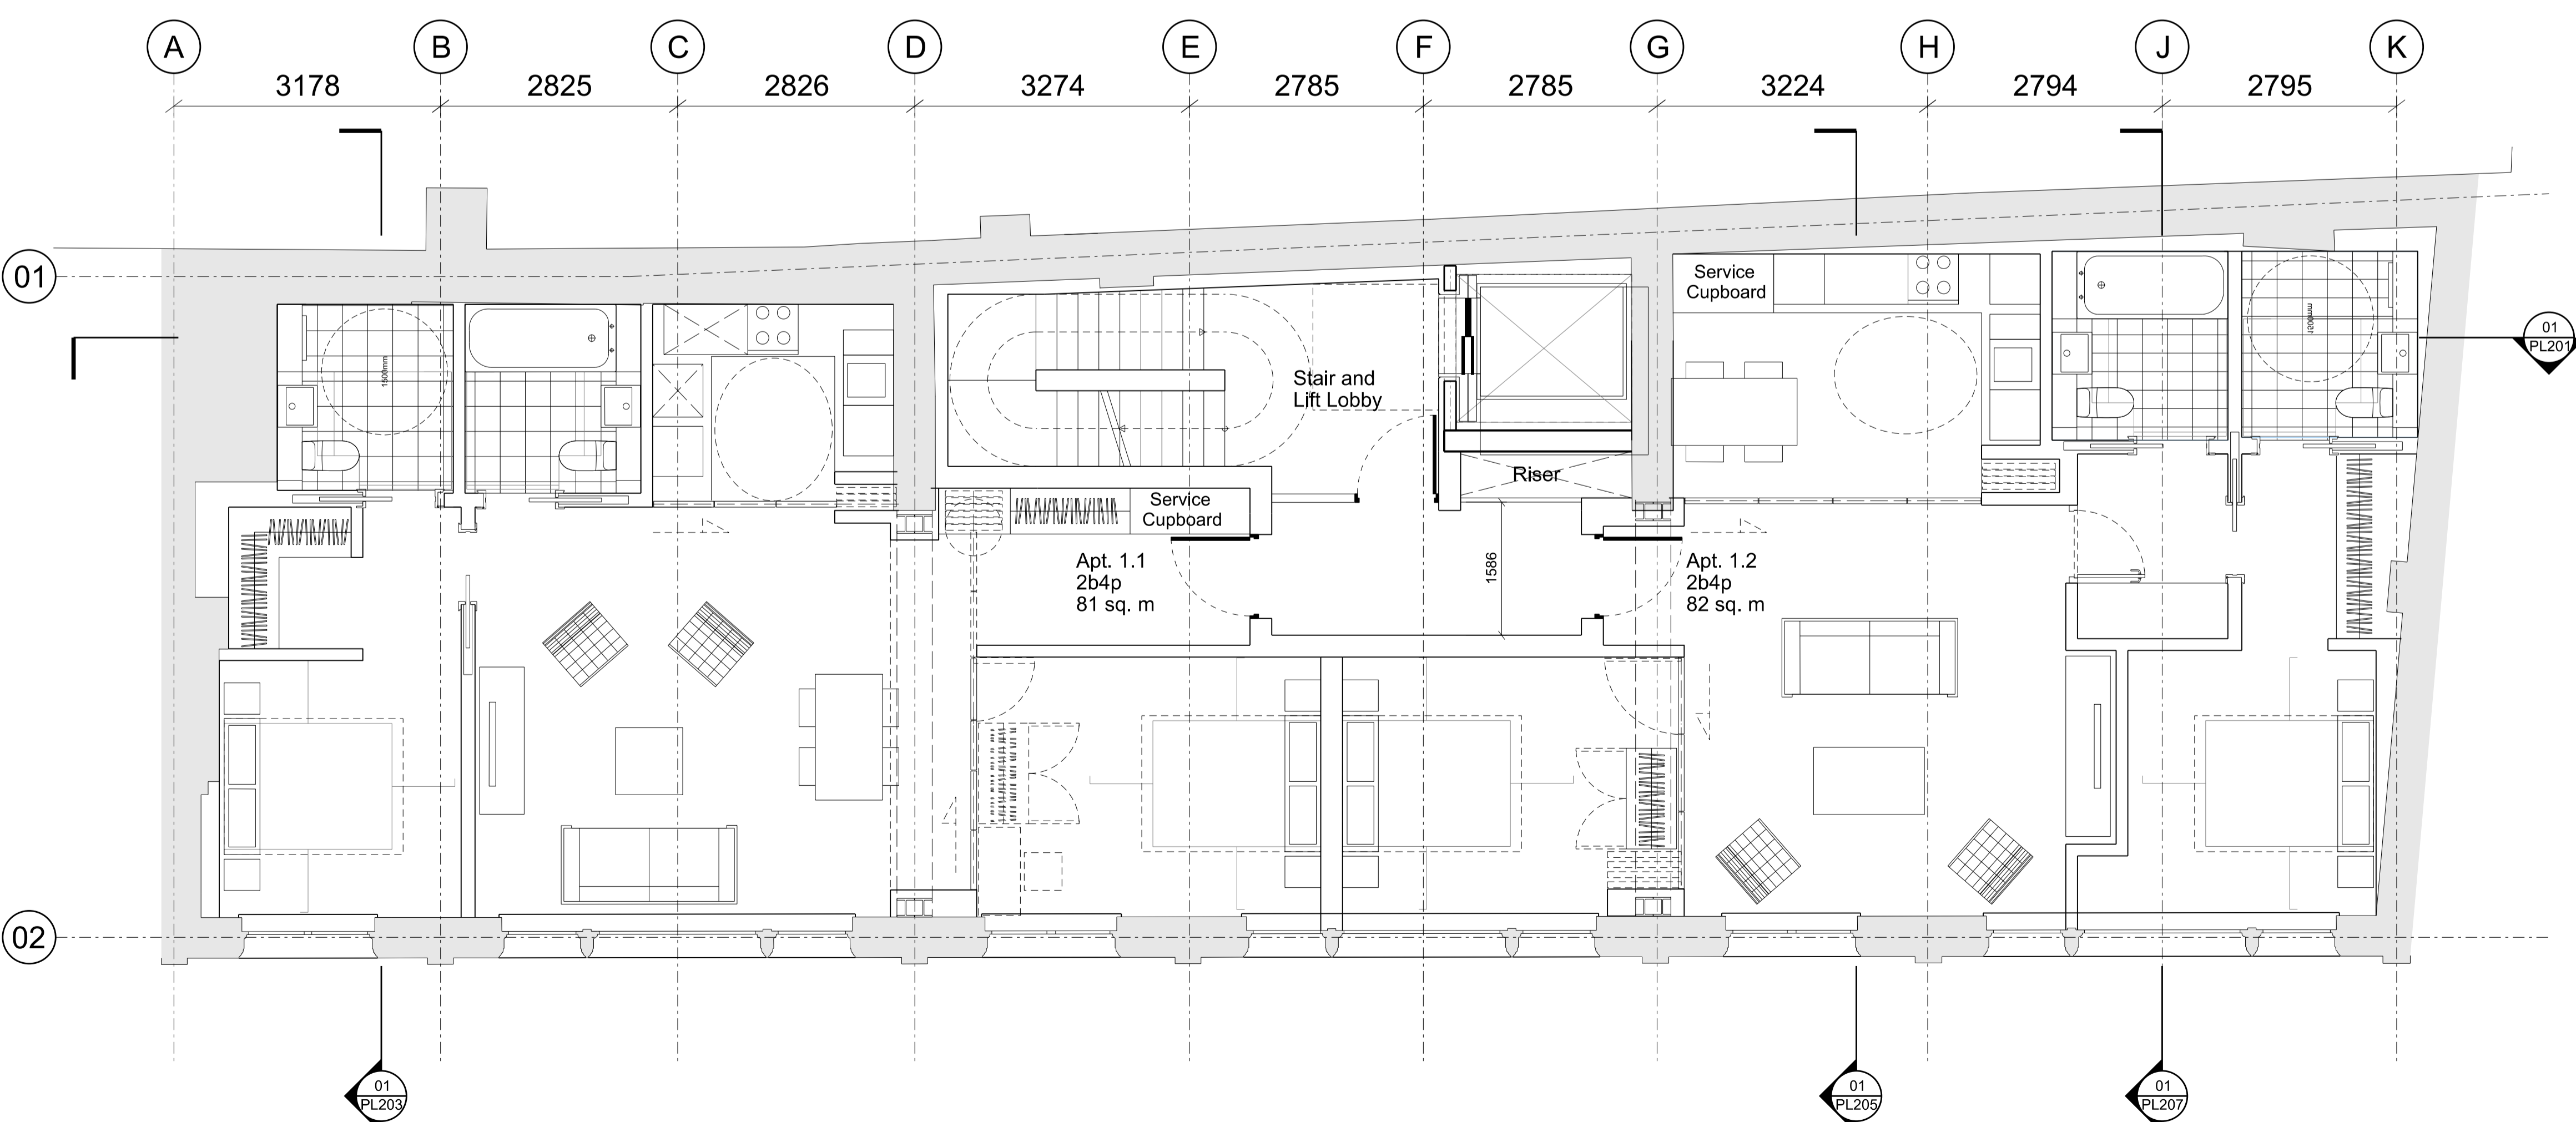 A B C D E F G H J K
3178 2825 2826 3274 2785 2785 3224 2794 2795
01
Service
Cupboard
1500mm
1500mm
01
PL201
Stair and
Lift Lobby
Riser
Service
Cupboard
Apt. 1.1
2b4p
81 sq. m
1586
Apt. 1.2
2b4p
82 sq. m
02
01
PL203
01
PL205
01
PL207